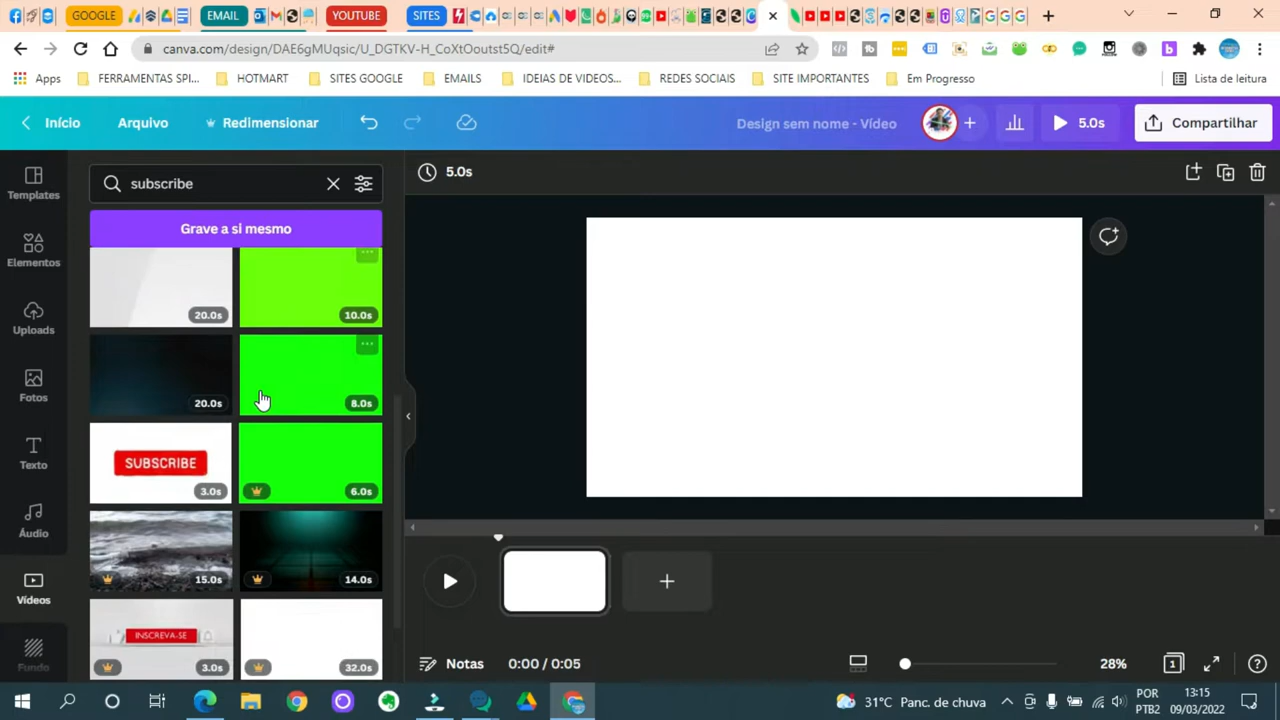 GOOGLE
EMAIL
YOUTUBE
SITES
canva.com/design/DAE6gMUqsic/U_DGTKV-H_CoXtOoutst5Q/edit#
Apps
FERRAMENTAS SPI...
HOTMART
SITES GOOGLE
EMAILS
IDEIAS DE VIDEOS...
REDES SOCIAIS
SITE IMPORTANTES
Em Progresso
Lista de leitura
Início
Arquivo
Redimensionar
Design sem nome - Vídeo
5.0s
Compartilhar
Templates
Elementos
Uploads
Fotos
Texto
Áudio
Vídeos
Fundo
subscribe
Grave a si mesmo
20.0s
10.0s
20.0s
8.0s
SUBSCRIBE
3.0s
6.0s
15.0s
14.0s
INSCREVA-SE
3.0s
32.0s
5.0s
Notas
0:00 / 0:05
28%
1
31°C Panc. de chuva
POR
PTB2
13:15
09/03/2022